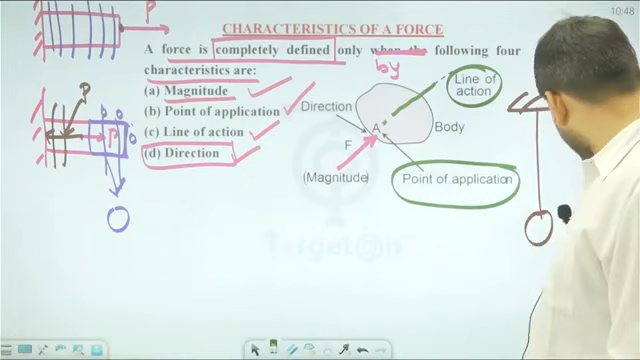 10:48
P
CHARACTERISTICS OF A FORCE
A force is completely defined only when the following four
by
characteristics are:
(a) Magnitude
(b) Point of application
(c) Line of action
(d) Direction
P
P
Direction
Line of
action
A
Body
F
(Magnitude)
Point of application
Target@n